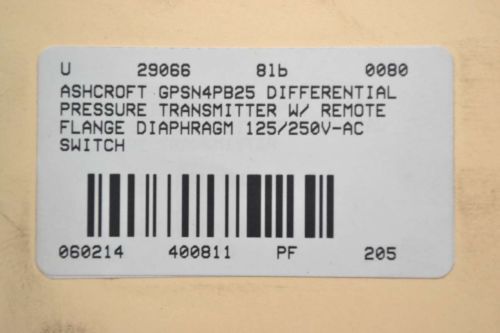 U 29066 81b 0080
ASHCROFT GPSN4PB25 DIFFERENTIAL
PRESSURE TRANSMITTER W/ REMOTE
FLANGE DIAPHRAGM 125/250V-AC
SWITCH
060214 400811 PF 205